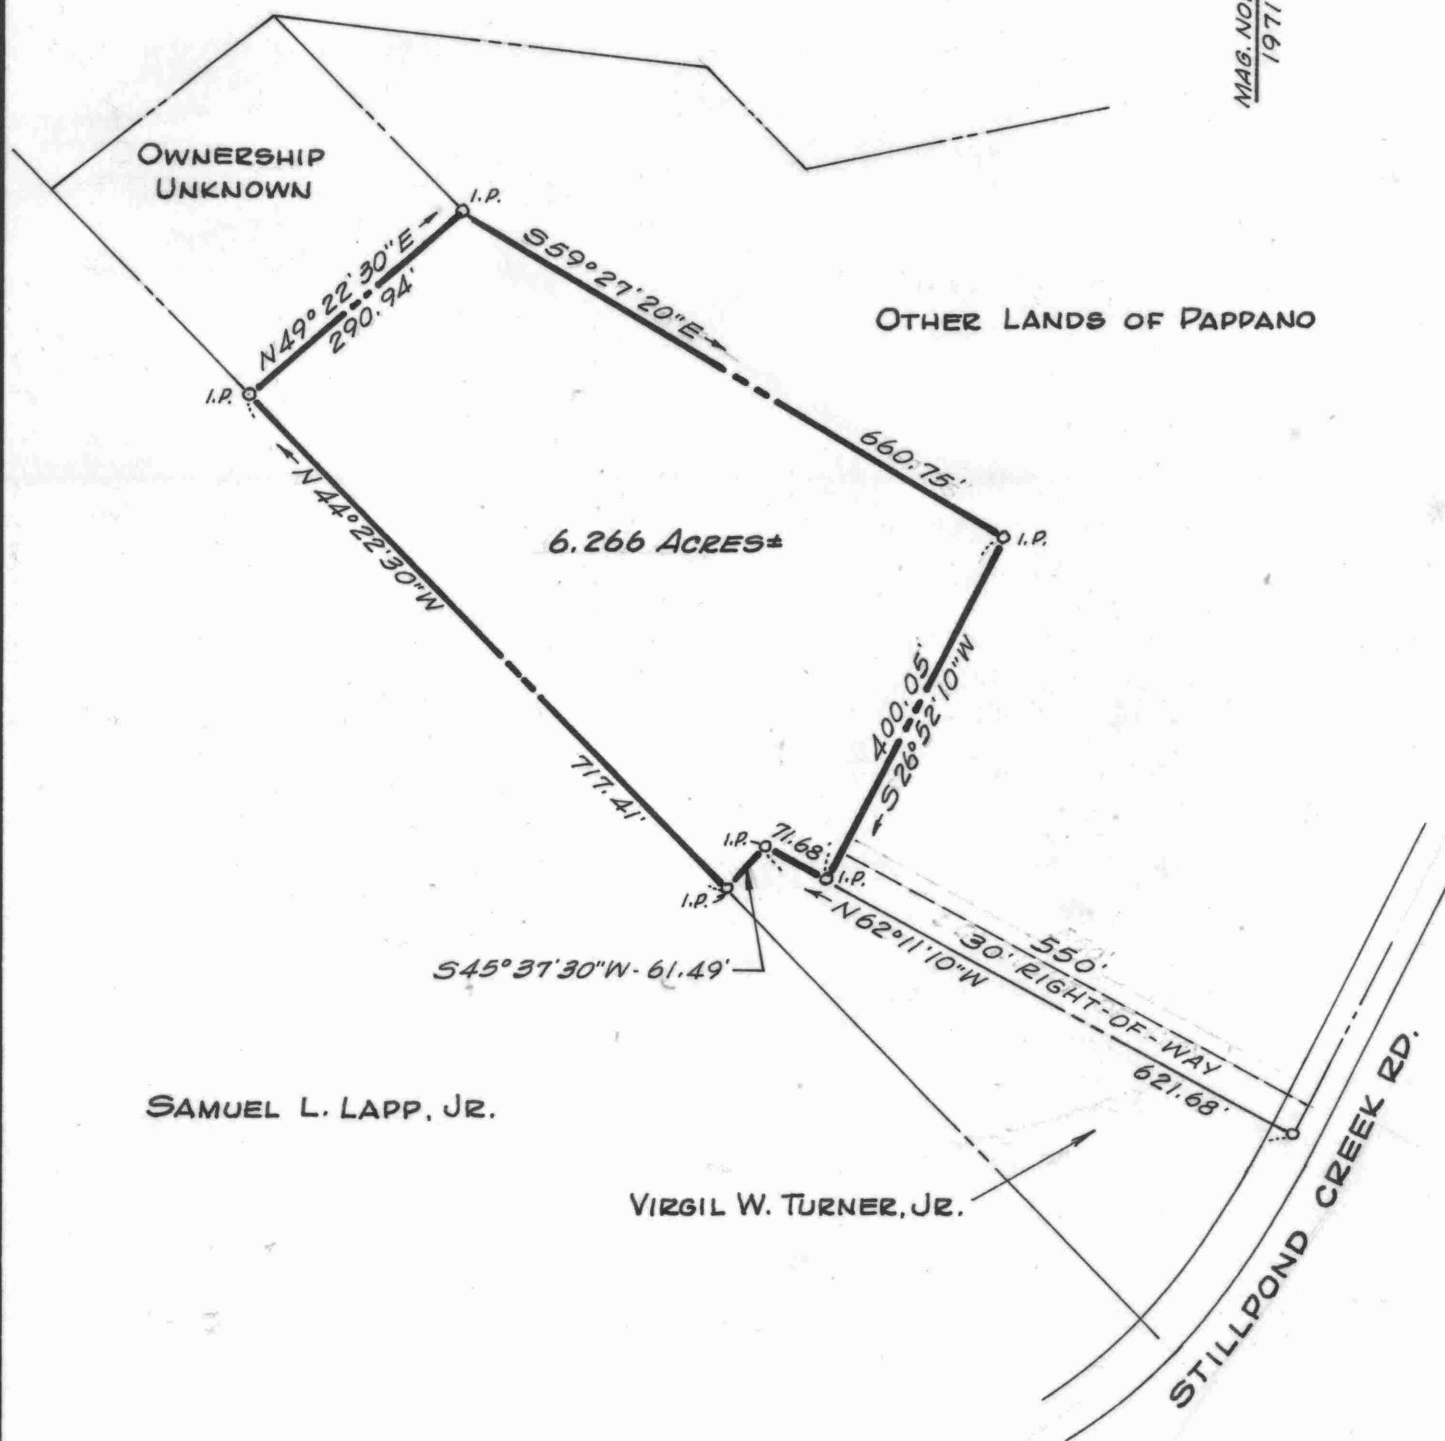 MAG. NO
1971
OWNERSHIP
UNKNOWN
I.P.
N49°22'30"E
290.94'
S59°27'20"E
660.75'
OTHER LANDS OF PAPPANO
I.P.
I.P.
N44°22'30"W
717.41'
6.266 ACRES±
400.05'
S26°52'10"W
I.P.
71.68'
I.P.
I.P.
N62°11'10"W
S45°37'30"W-61.49'
550'
30' RIGHT-OF-WAY
621.68'
SAMUEL L. LAPP, JR.
VIRGIL W. TURNER, JR.
STILLPOND CREEK RD.